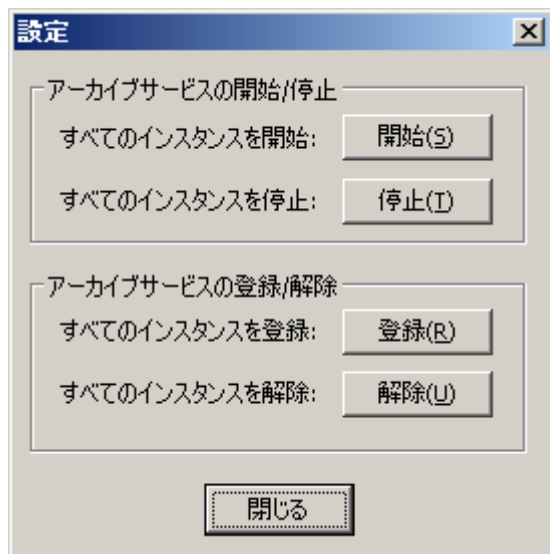 設定
アーカイブサービスの開始/停止
すべてのインスタンスを開始: 開始(S)
すべてのインスタンスを停止: 停止(T)
アーカイブサービスの登録/解除
すべてのインスタンスを登録: 登録(R)
すべてのインスタンスを解除: 解除(U)
閉じる